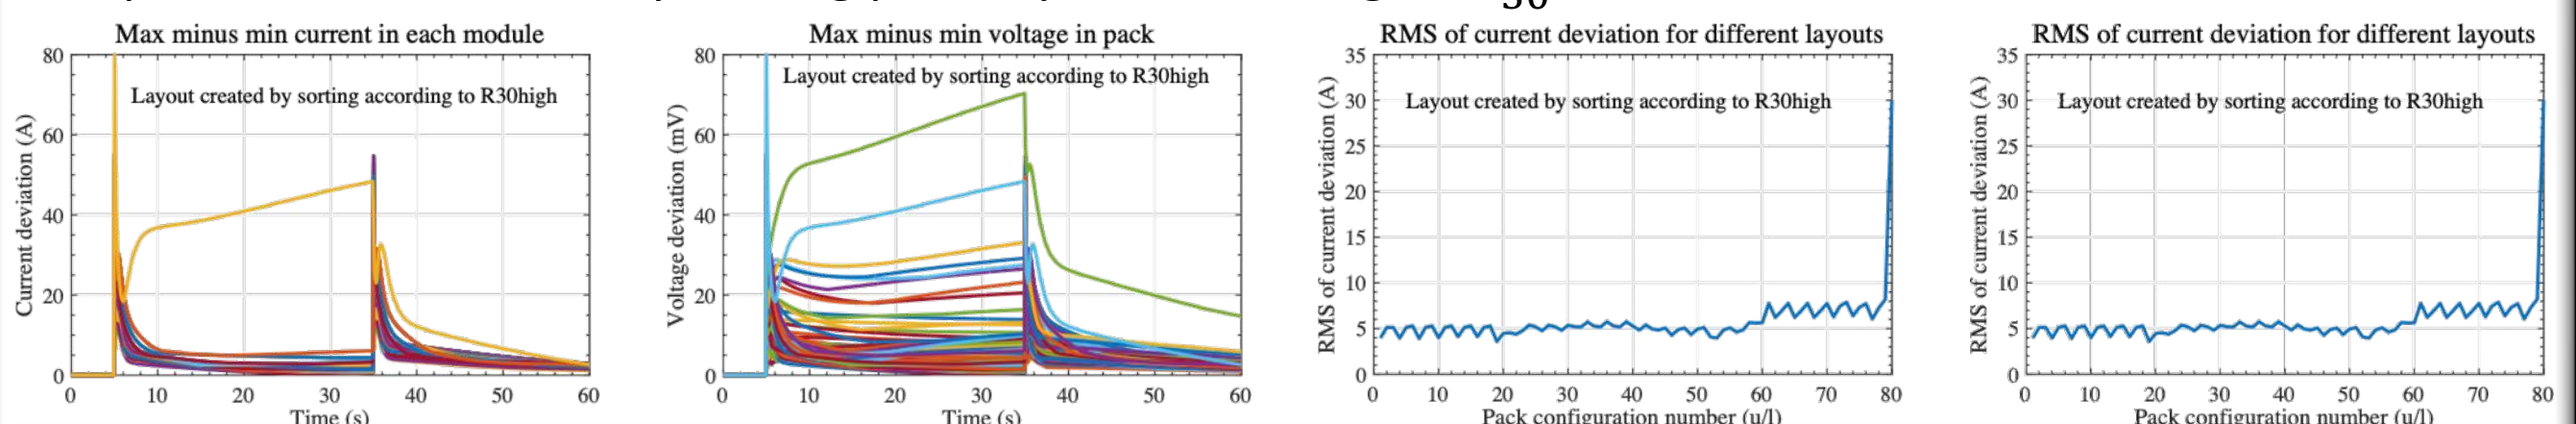 30
Max minus min current in each module
Layout created by sorting according to R30high
Current deviation (A)
80
60
40
20
0
0 10 20 30 40 50 60
Time (s)
Max minus min voltage in pack
Layout created by sorting according to R30high
Voltage deviation (mV)
80
60
40
20
0
0 10 20 30 40 50 60
Time (s)
RMS of current deviation for different layouts
Layout created by sorting according to R30high
RMS of current deviation (A)
35
30
25
20
15
10
5
0
0 10 20 30 40 50 60 70 80
Pack configuration number (u/l)
RMS of current deviation for different layouts
Layout created by sorting according to R30high
RMS of current deviation (A)
35
30
25
20
15
10
5
0
0 10 20 30 40 50 60 70 80
Pack configuration number (u/l)